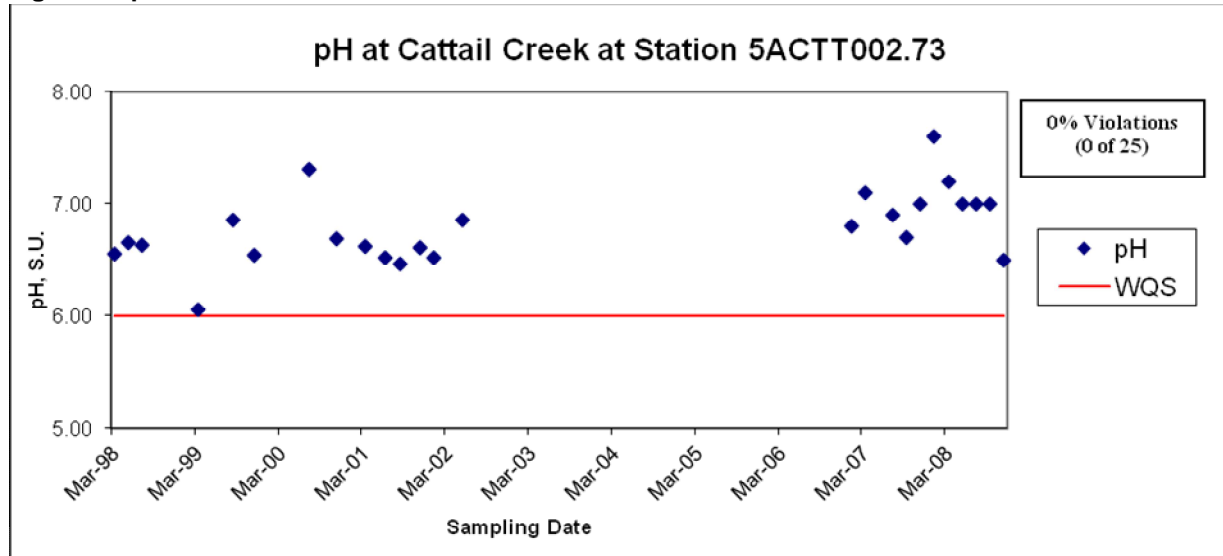 pH at Cattail Creek at Station 5ACTT002.73
8.00
7.00
6.00
5.00
pH, S.U.
Mar-98
Mar-99
Mar-00
Mar-01
Mar-02
Mar-03
Mar-04
Mar-05
Mar-06
Mar-07
Mar-08
Sampling Date
0% Violations
(0 of 25)
pH
WQS